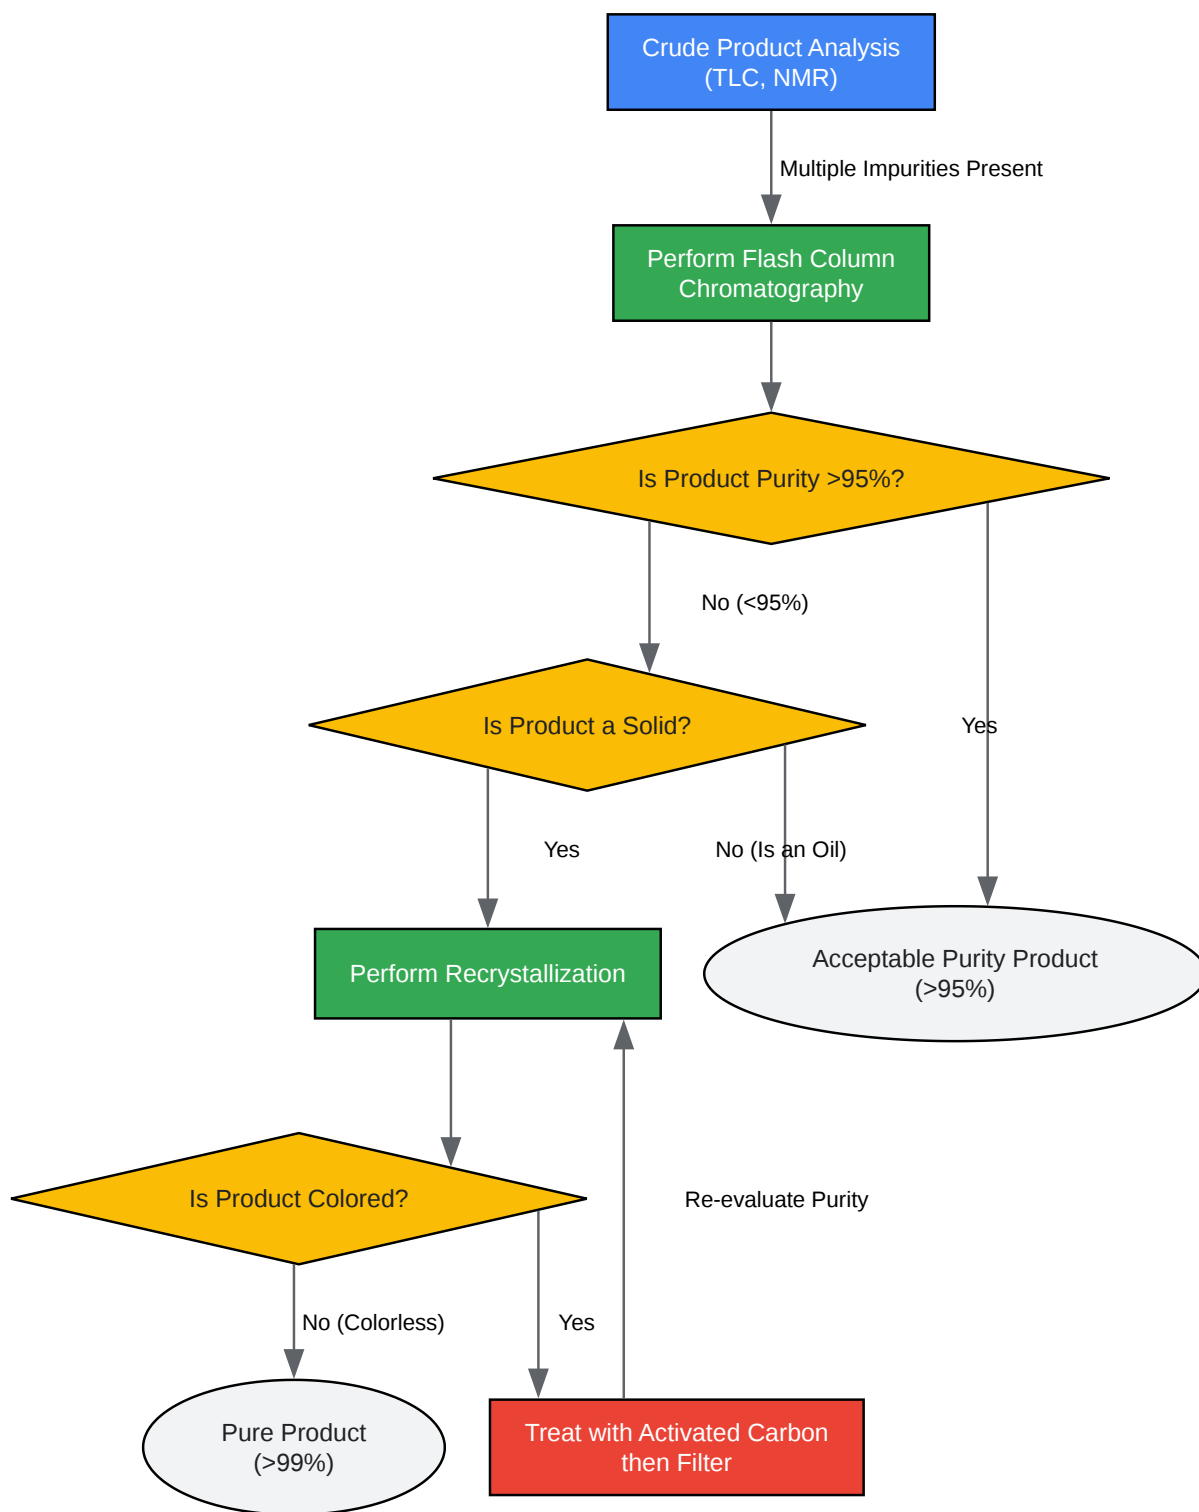 Crude Product Analysis
(TLC, NMR)
Multiple Impurities Present
Perform Flash Column
Chromatography
Is Product Purity >95%?
No (<95%)
Is Product a Solid?
Yes
Yes
No (Is an Oil)
Perform Recrystallization
Acceptable Purity Product
(>95%)
Is Product Colored?
Re-evaluate Purity
No (Colorless)
Yes
Pure Product
(>99%)
Treat with Activated Carbon
then Filter